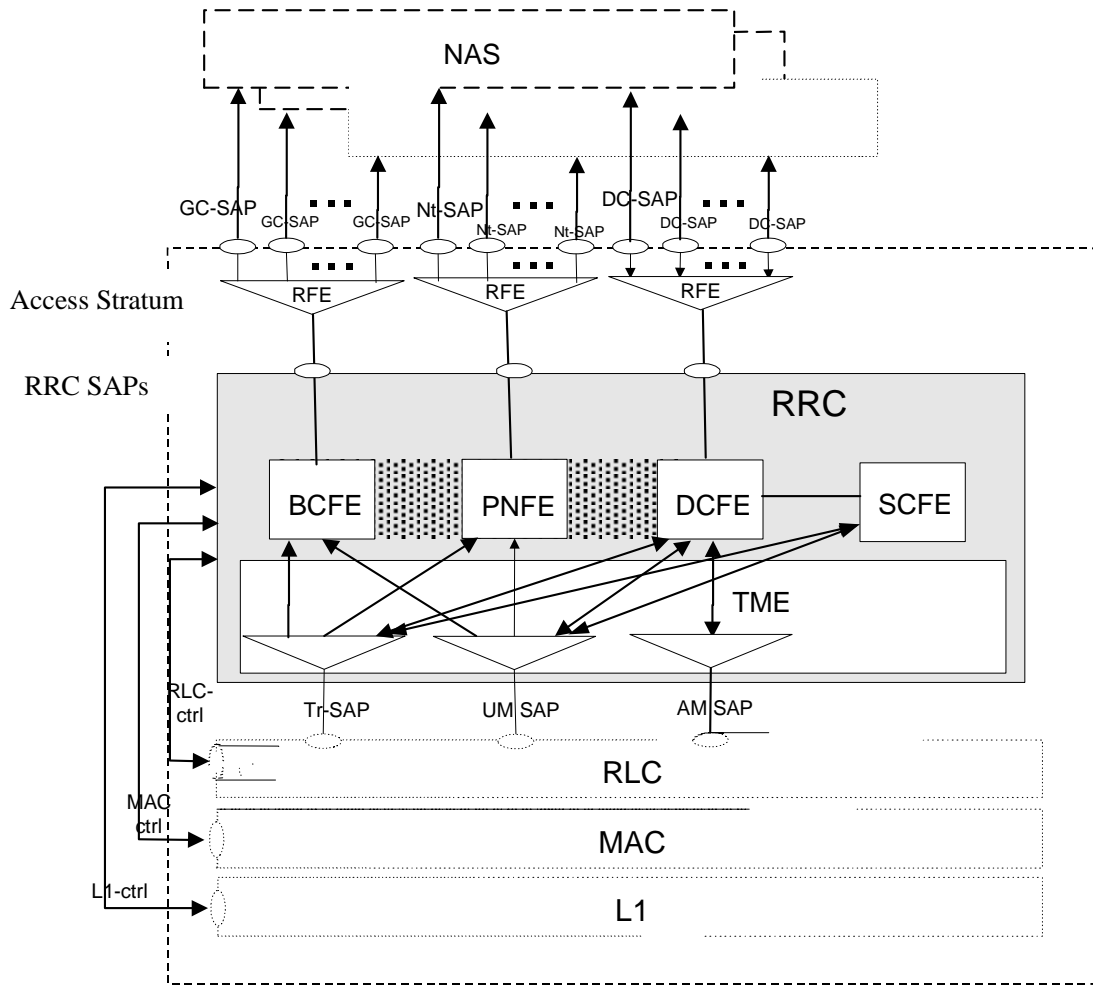 NAS
GC-SAP
GC-SAP
GC-SAP
Nt-SAP
Nt-SAP
Nt-SAP
DC-SAP
DC-SAP
DC-SAP
RFE
RFE
RFE
Access Stratum
RRC SAPs
RRC
BCFE
PNFE
DCFE
SCFE
TME
RLC-
ctrl
Tr-SAP
UM SAP
AM SAP
RLC
MAC
ctrl
MAC
L1-ctrl
L1